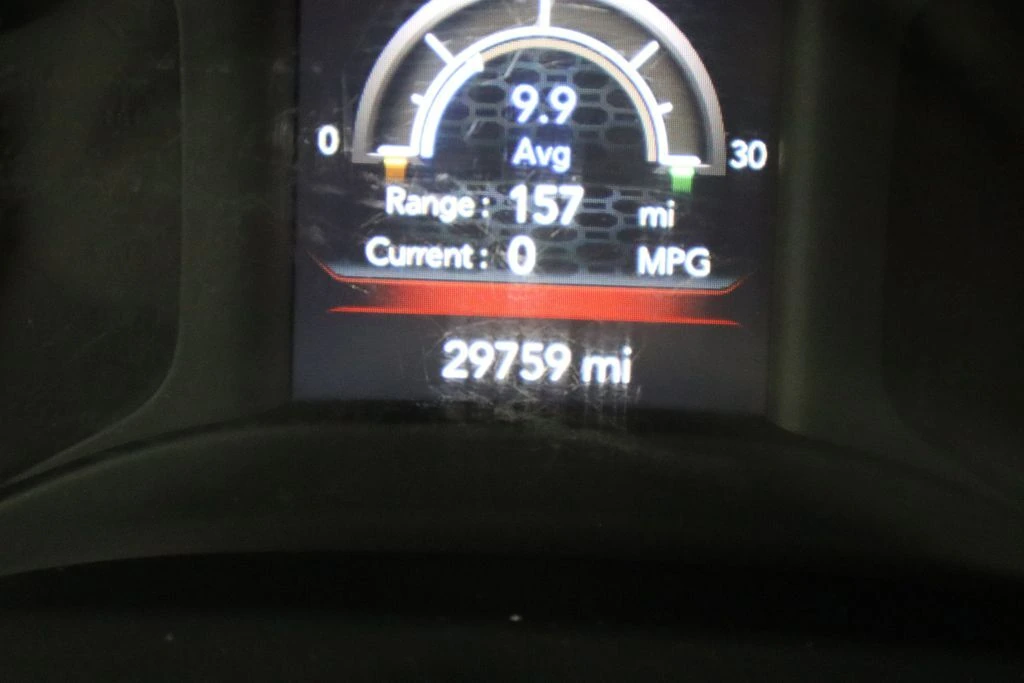 9.9
0 Avg 30
Range : 157 mi
Current : 0 MPG
29759 mi